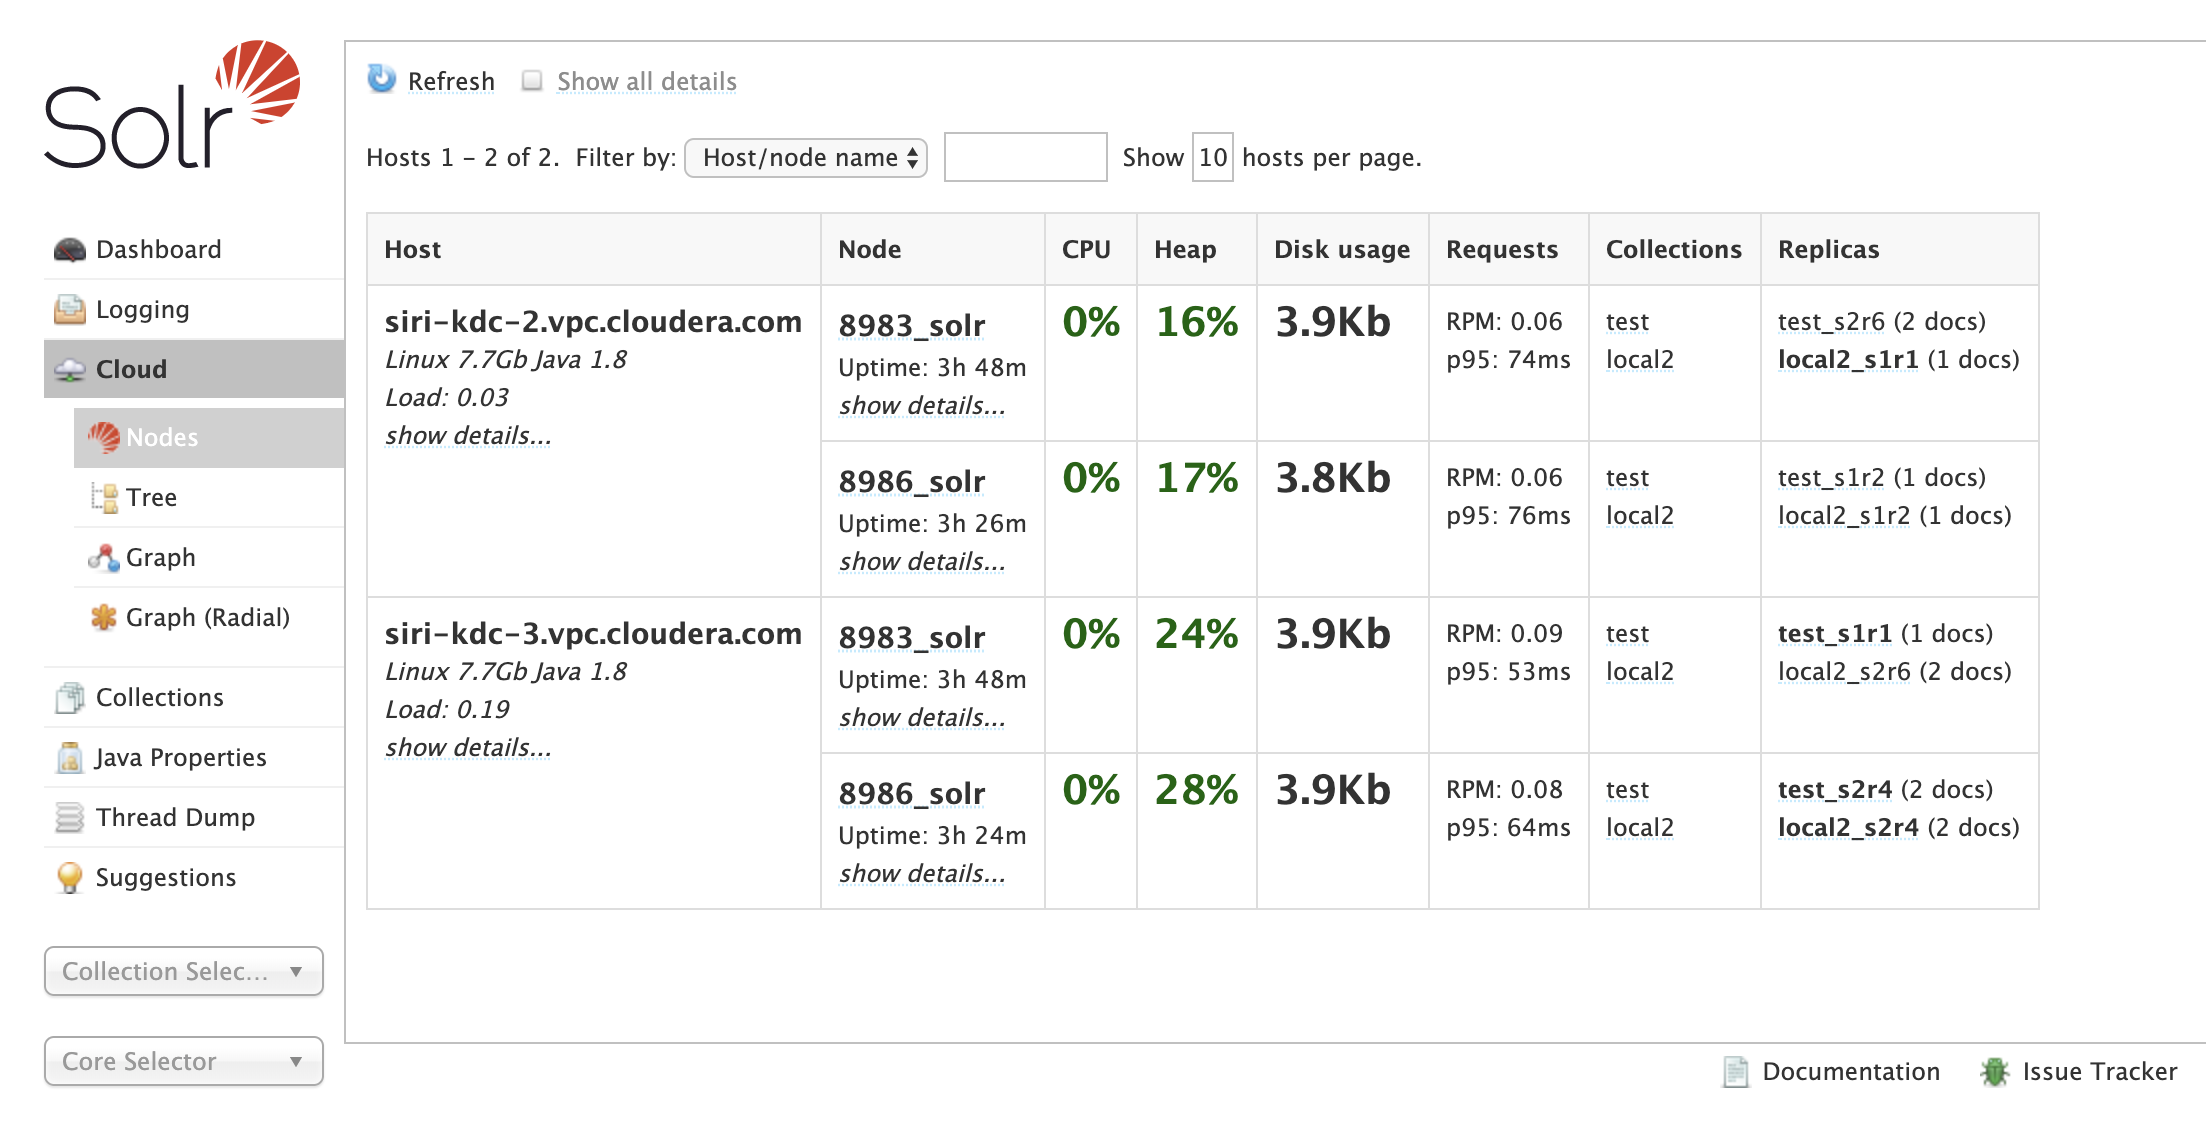 Solr
Refresh Show all details
Hosts 1 – 2 of 2. Filter by: Host/node name Show 10 hosts per page.
Host Node CPU Heap Disk usage Requests Collections Replicas
siri-kdc-2.vpc.cloudera.com
Linux 7.7Gb Java 1.8
Load: 0.03
show details...
8983_solr
Uptime: 3h 48m
show details...
0% 16% 3.9Kb
RPM: 0.06
p95: 74ms
test
local2
test_s2r6 (2 docs)
local2_s1r1 (1 docs)
8986_solr
Uptime: 3h 26m
show details...
0% 17% 3.8Kb
RPM: 0.06
p95: 76ms
test
local2
test_s1r2 (1 docs)
local2_s1r2 (1 docs)
siri-kdc-3.vpc.cloudera.com
Linux 7.7Gb Java 1.8
Load: 0.19
show details...
8983_solr
Uptime: 3h 48m
show details...
0% 24% 3.9Kb
RPM: 0.09
p95: 53ms
test
local2
test_s1r1 (1 docs)
local2_s2r6 (2 docs)
8986_solr
Uptime: 3h 24m
show details...
0% 28% 3.9Kb
RPM: 0.08
p95: 64ms
test
local2
test_s2r4 (2 docs)
local2_s2r4 (2 docs)
Dashboard
Logging
Cloud
Nodes
Tree
Graph
Graph (Radial)
Collections
Java Properties
Thread Dump
Suggestions
Collection Selec...
Core Selector
Documentation Issue Tracker